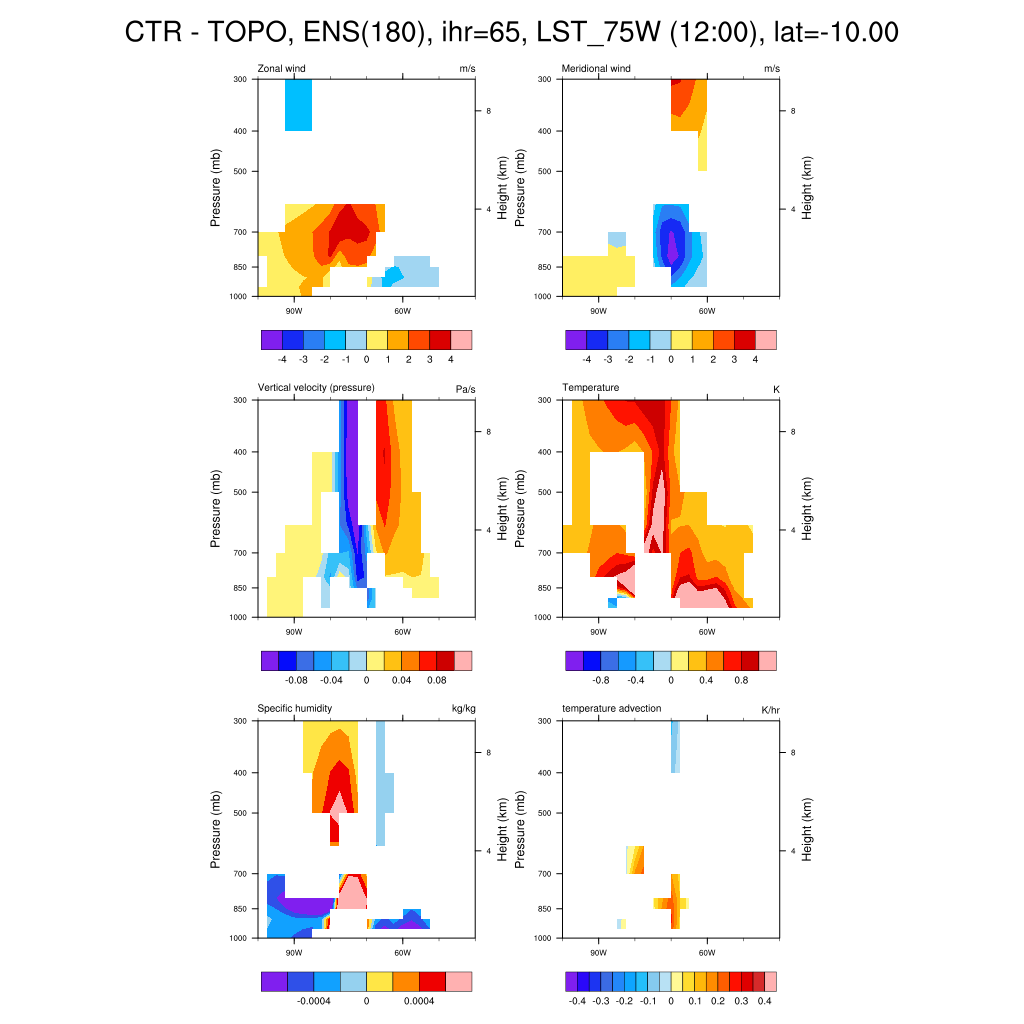 CTR - TOPO, ENS(180), ihr=65, LST_75W (12:00), lat=-10.00
Zonal wind m/s
Meridional wind m/s
Pressure (mb)
300
400
500
700
850
1000
8
4
Height (km)
90W 60W
-4 -3 -2 -1 0 1 2 3 4
Pressure (mb)
300
400
500
700
850
1000
8
4
Height (km)
90W 60W
-4 -3 -2 -1 0 1 2 3 4
Vertical velocity (pressure) Pa/s
Temperature K
Pressure (mb)
300
400
500
700
850
1000
8
4
Height (km)
90W 60W
-0.08 -0.04 0 0.04 0.08
Pressure (mb)
300
400
500
700
850
1000
8
4
Height (km)
90W 60W
-0.8 -0.4 0 0.4 0.8
Specific humidity kg/kg
temperature advection K/hr
Pressure (mb)
300
400
500
700
850
1000
8
4
Height (km)
90W 60W
-0.0004 0 0.0004
Pressure (mb)
300
400
500
700
850
1000
8
4
Height (km)
90W 60W
-0.4 -0.3 -0.2 -0.1 0 0.1 0.2 0.3 0.4